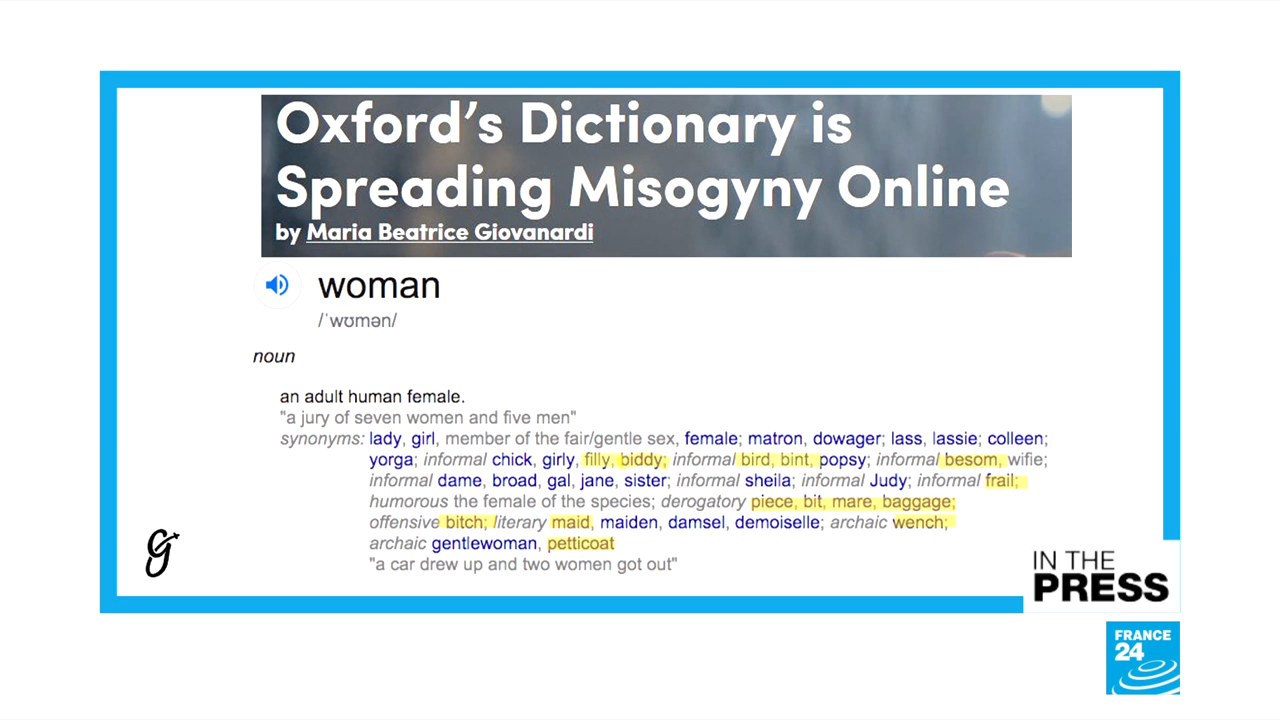 Oxford's Dictionary is
Spreading Misogyny Online
by Maria Beatrice Giovanardi
woman
/ˈwʊmən/
noun
an adult human female.
"a jury of seven women and five men"
synonyms: lady, girl, member of the fair/gentle sex, female; matron, dowager; lass, lassie; colleen;
yorga; informal chick, girly, filly, biddy; informal bird, bint, popsy; informal besom, wifie;
informal dame, broad, gal, jane, sister; informal sheila; informal Judy; informal frail;
humorous the female of the species; derogatory piece, bit, mare, baggage;
offensive bitch; literary maid, maiden, damsel, demoiselle; archaic wench;
archaic gentlewoman, petticoat
"a car drew up and two women got out"
G
IN THE
PRESS
FRANCE
24